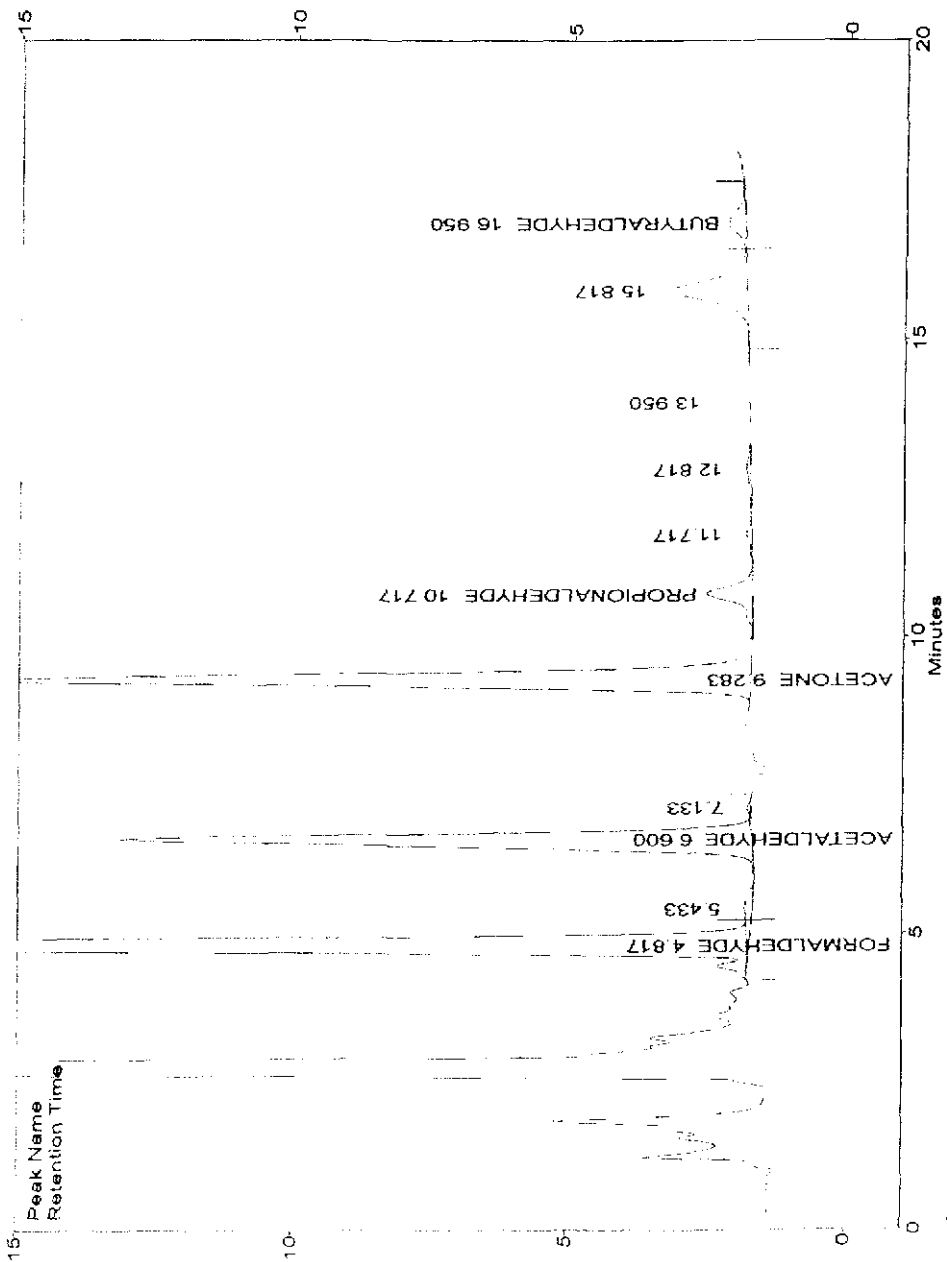 Peak Name
Retention Time
15
10
5
0
15
10
5
0
FORMALDEHYDE 4.817
5.433
ACETALDEHYDE 6 600
7.133
ACETONE 9 283
PROPIONALDEHYDE 10.717
11.717
12 817
13 950
15 817
BUTYRALDEHYDE 16 950
0
5
10
15
20
Minutes